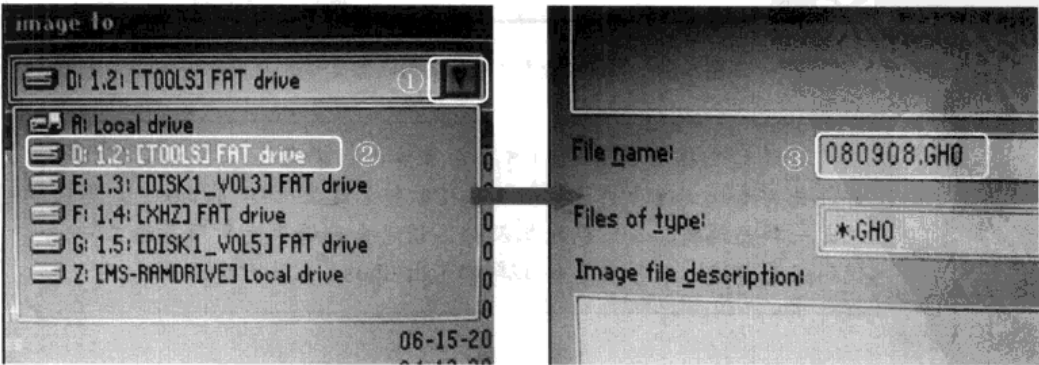 image to
D: 1.2: [TOOLS] FAT drive
①
A: Local drive
D: 1.2: [TOOLS] FAT drive
②
E: 1.3: [DISK1_VOL3] FAT drive
F: 1.4: [XHZ] FAT drive
G: 1.5: [DISK1_VOL5] FAT drive
Z: [MS-RAMDRIVE] Local drive
06-15-20
File name:
③
080908.GHO
Files of type:
*.GHO
Image file description: